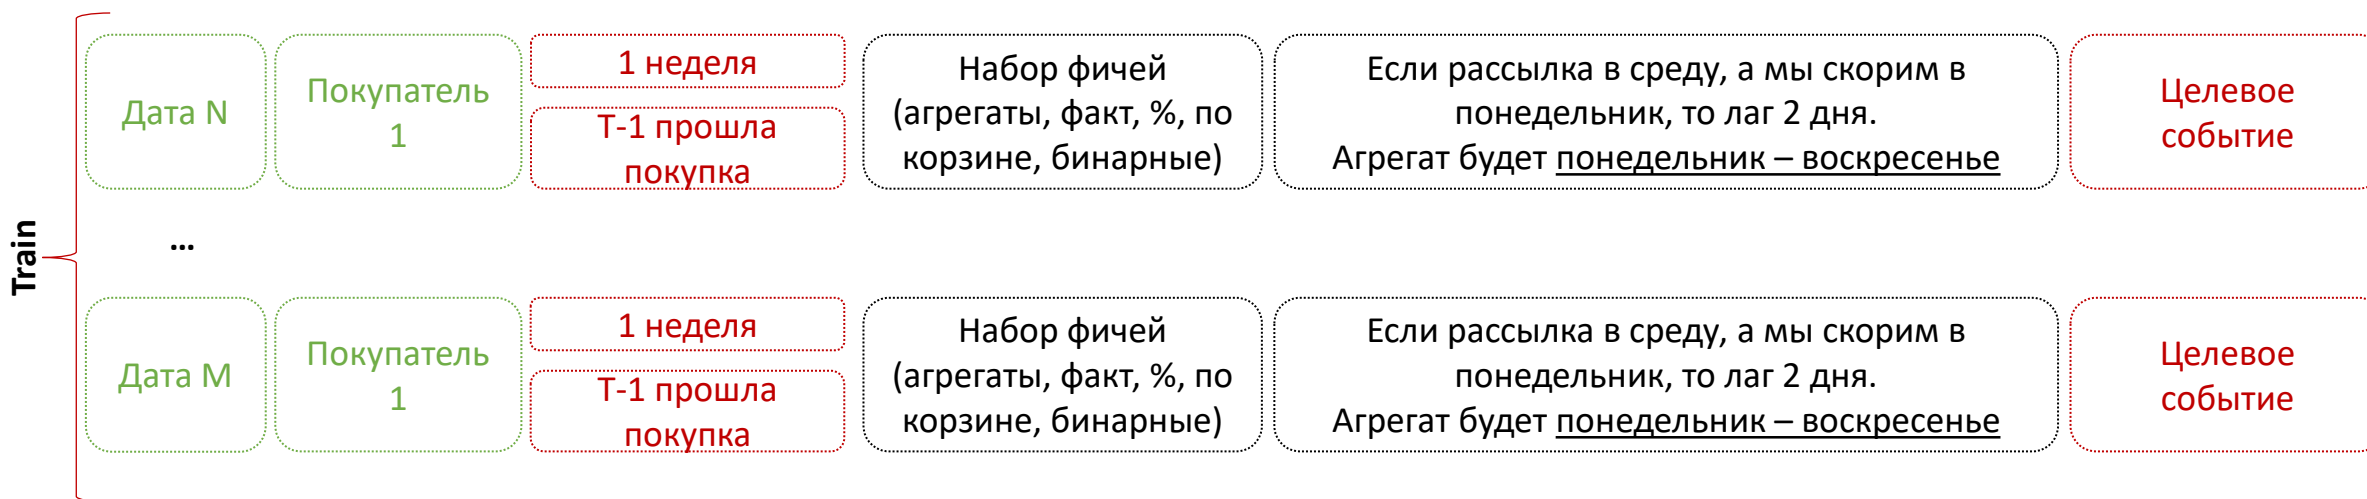 Train
Дата N
Покупатель
1
1 неделя
Т-1 прошла
покупка
Набор фичей
(агрегаты, факт, %, по
корзине, бинарные)
Если рассылка в среду, а мы скорим в
понедельник, то лаг 2 дня.
Агрегат будет понедельник – воскресенье
Целевое
событие
...
Дата M
Покупатель
1
1 неделя
Т-1 прошла
покупка
Набор фичей
(агрегаты, факт, %, по
корзине, бинарные)
Если рассылка в среду, а мы скорим в
понедельник, то лаг 2 дня.
Агрегат будет понедельник – воскресенье
Целевое
событие